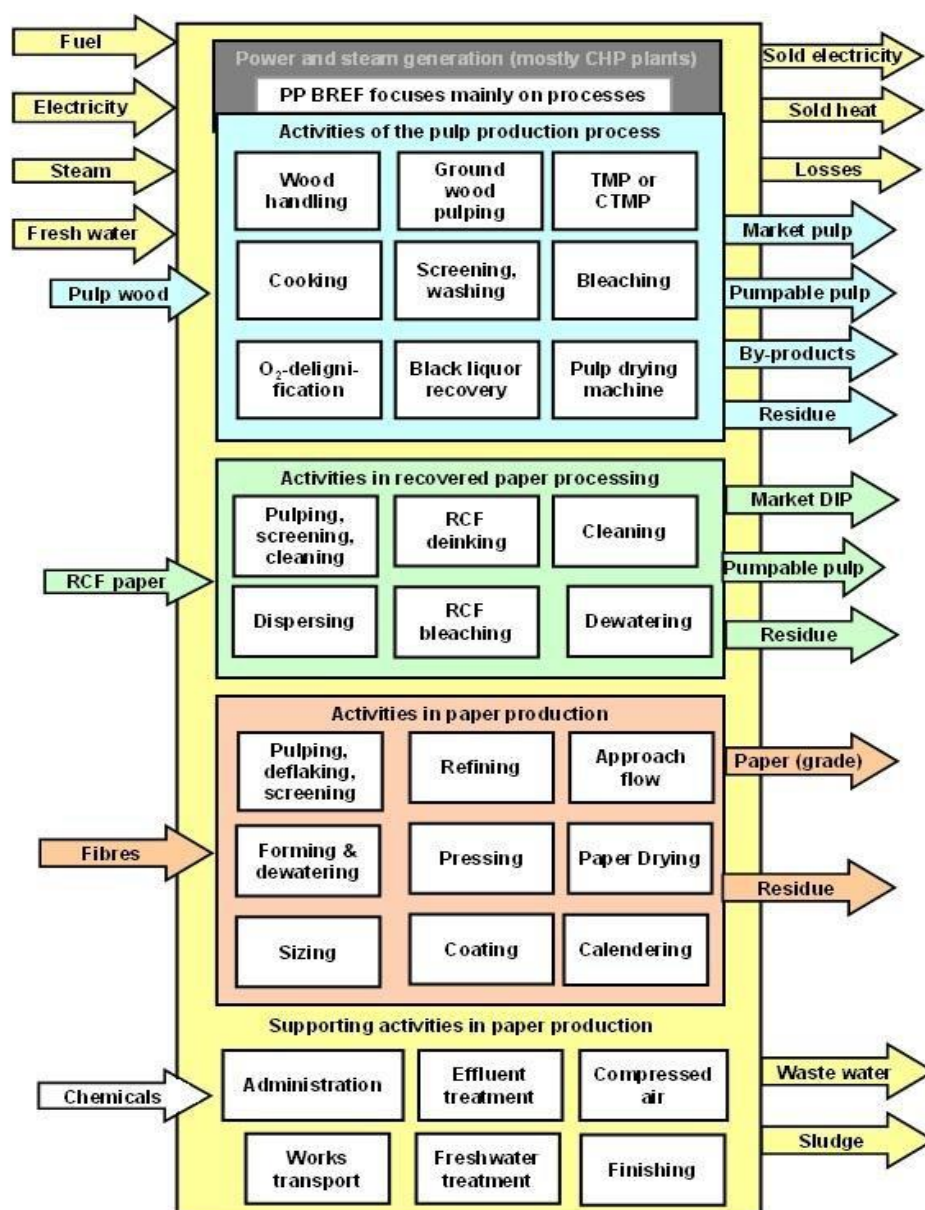 Fuel
Electricity
Steam
Fresh water
Pulp wood
RCF paper
Fibres
Chemicals
Power and steam generation (mostly CHP plants)
PP BREF focuses mainly on processes
Activities of the pulp production process
Wood
handling
Ground
wood
pulping
TMP or
CTMP
Cooking
Screening,
washing
Bleaching
O₂-deligni-
fication
Black liquor
recovery
Pulp drying
machine
Activities in recovered paper processing
Pulping,
screening,
cleaning
RCF
deinking
Cleaning
Dispersing
RCF
bleaching
Dewatering
Activities in paper production
Pulping,
deflaking,
screening
Refining
Approach
flow
Forming &
dewatering
Pressing
Paper Drying
Sizing
Coating
Calendering
Supporting activities in paper production
Administration
Effluent
treatment
Compressed
air
Works
transport
Freshwater
treatment
Finishing
Sold electricity
Sold heat
Losses
Market pulp
Pumpable pulp
By-products
Residue
Market DIP
Pumpable pulp
Residue
Paper (grade)
Residue
Waste water
Sludge